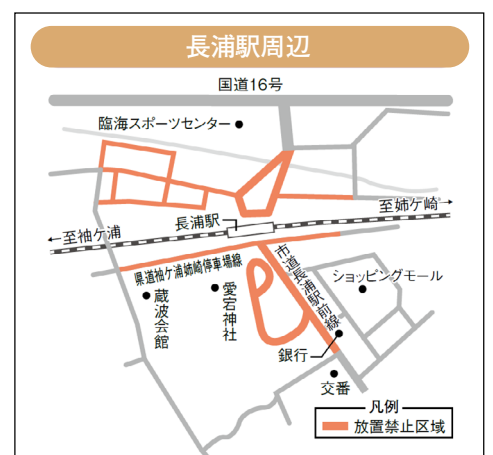 長浦駅周辺
国道16号
臨海スポーツセンター
長浦駅
至姉ケ崎
至袖ケ浦
県道袖ケ浦姉崎停車場線
市道長浦駅前線
ショッピングモール
蔵波会館
愛宕神社
銀行
交番
凡例
放置禁止区域